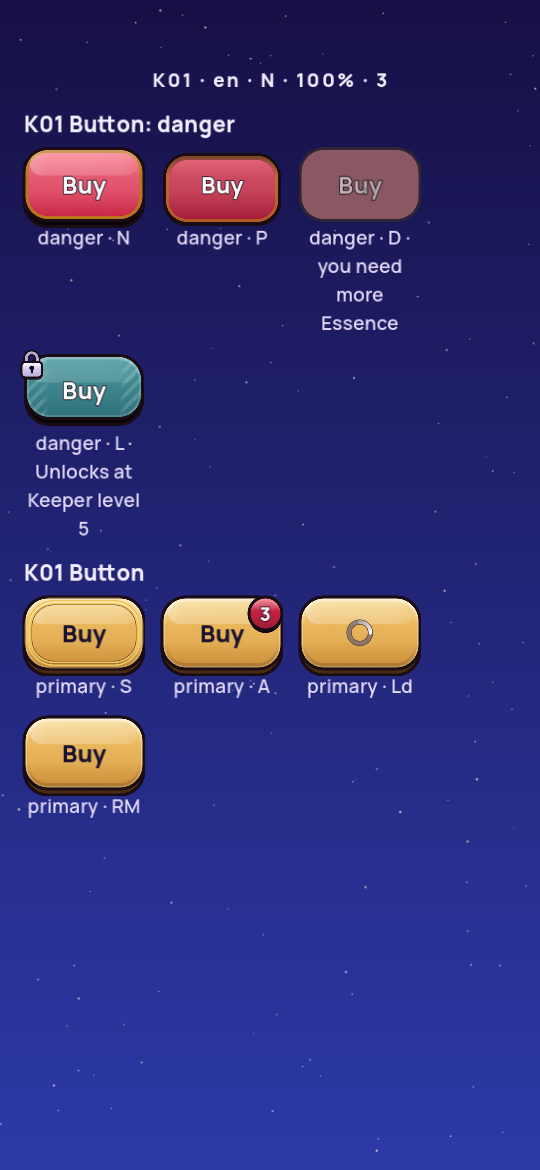 K01 · en · N · 100% · 3
K01 Button: danger
Buy
Buy
Buy
danger · N
danger · P
danger · D ·
you need
more
Essence
Buy
danger · L ·
Unlocks at
Keeper level
5
K01 Button
Buy
Buy
3
primary · S
primary · A
primary · Ld
Buy
primary · RM